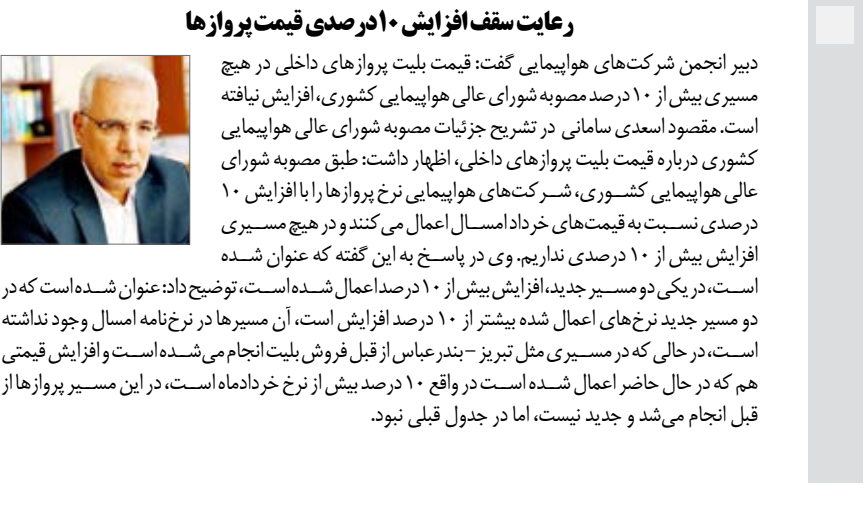 رعایت سقف افزایش ۱۰درصدی قیمت پروازها
دبیر انجمن شرکت‌های هواپیمایی گفت: قیمت بلیت پروازهای داخلی در هیچ
مسیری بیش از ۱۰ درصد مصوبه شورای عالی هواپیمایی کشوری، افزایش نیافته
است. مقصود اسعدی سامانی در تشریح جزئیات مصوبه شورای عالی هواپیمایی
کشوری درباره قیمت بلیت پروازهای داخلی، اظهار داشت: طبق مصوبه شورای
عالی هواپیمایی کشوری، شرکت‌های هواپیمایی نرخ پروازها را با افزایش ۱۰
درصدی نسبت به قیمت‌های خرداد امسال اعمال می‌کنند و در هیچ مسیری
افزایش بیش از ۱۰ درصدی نداریم. وی در پاسخ به این گفته که عنوان شده
است، در یکی دو مسیر جدید، افزایش بیش از ۱۰ درصد اعمال شده است، توضیح داد: عنوان شده است که در
دو مسیر جدید نرخ‌های اعمال شده بیشتر از ۱۰ درصد افزایش است، آن مسیرها در نرخ‌نامه امسال وجود نداشته
است، در حالی که در مسیری مثل تبریز – بندرعباس از قبل فروش بلیت انجام می‌شده است و افزایش قیمتی
هم که در حال حاضر اعمال شده است در واقع ۱۰ درصد بیش از نرخ خردادماه است، در این مسیر پروازها از
قبل انجام می‌شد و جدید نیست، اما در جدول قبلی نبود.